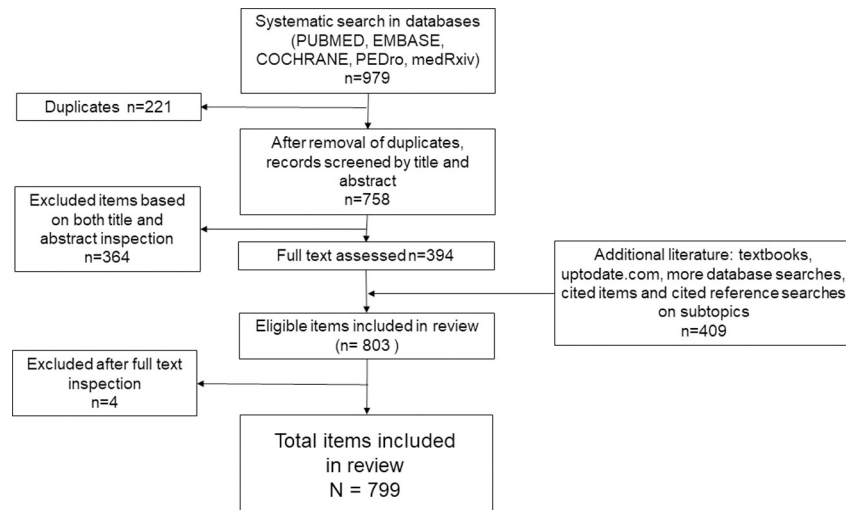 Systematic search in databases
(PUBMED, EMBASE,
COCHRANE, PEDro, medRxiv)
n=979
Duplicates n=221
After removal of duplicates,
records screened by title and
abstract
n=758
Excluded items based
on both title and
abstract inspection
n=364
Full text assessed n=394
Additional literature: textbooks,
uptodate.com, more database searches,
cited items and cited reference searches
on subtopics
n=409
Eligible items included in review
(n= 803 )
Excluded after full text
inspection
n=4
Total items included
in review
N = 799